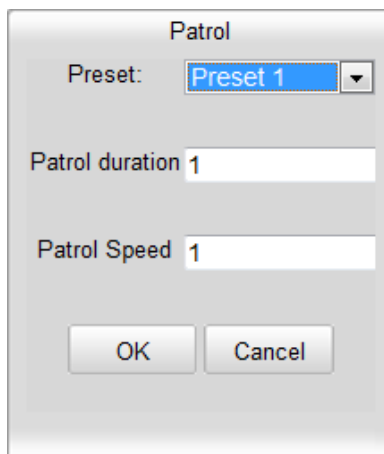 Patrol
Preset: Preset 1
Patrol duration 1
Patrol Speed 1
OK Cancel